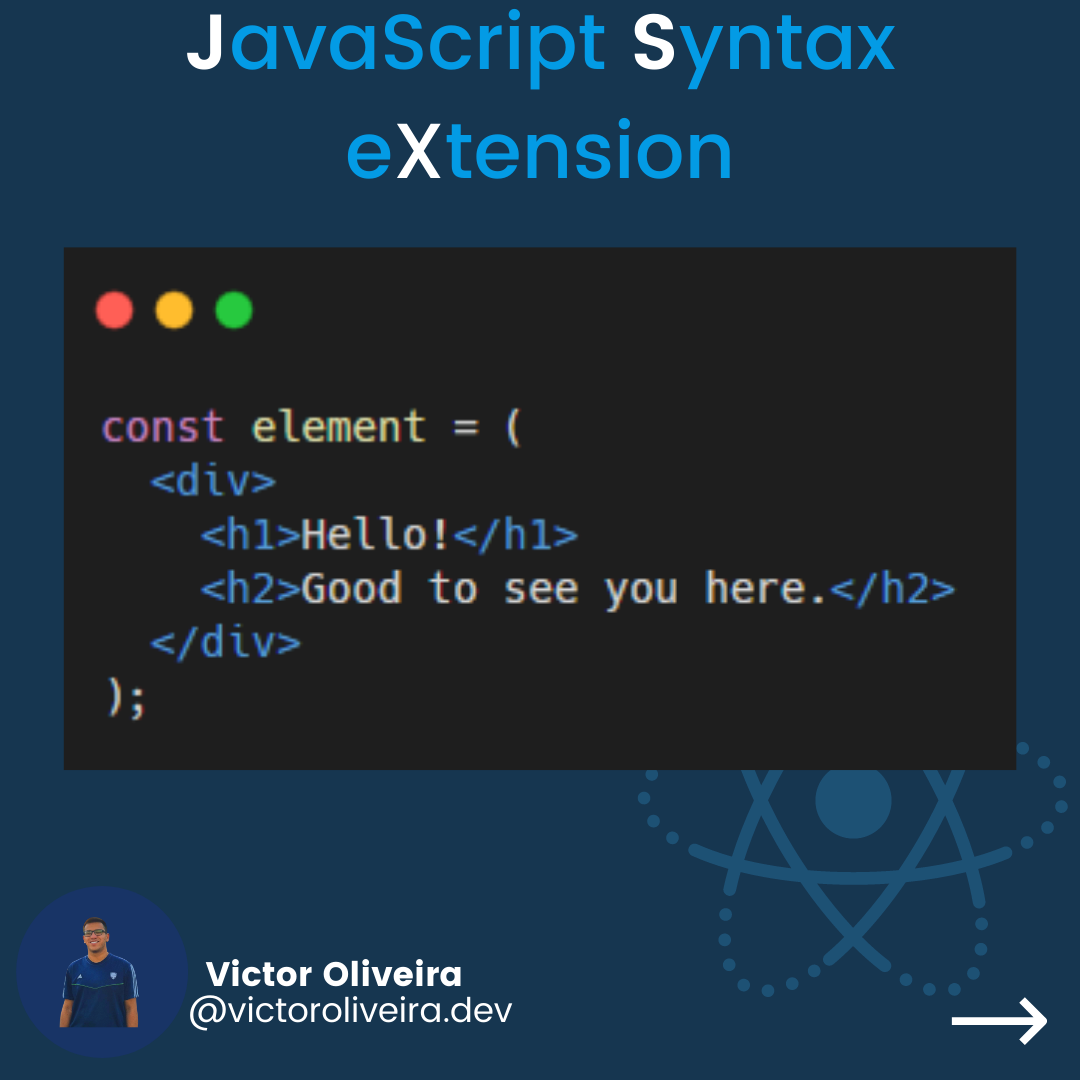 JavaScript Syntax
eXtension
const element = (
  <div>
    <h1>Hello!</h1>
    <h2>Good to see you here.</h2>
  </div>
);
Victor Oliveira
@victoroliveira.dev